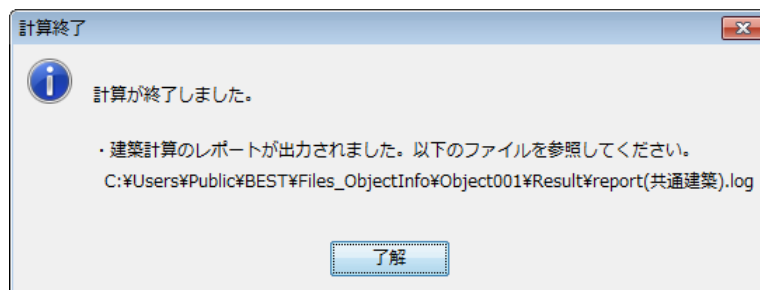 計算終了
計算が終了しました。
・建築計算のレポートが出力されました。以下のファイルを参照してください。
C:¥Users¥Public¥BEST¥Files_ObjectInfo¥Object001¥Result¥report(共通建築).log
了解